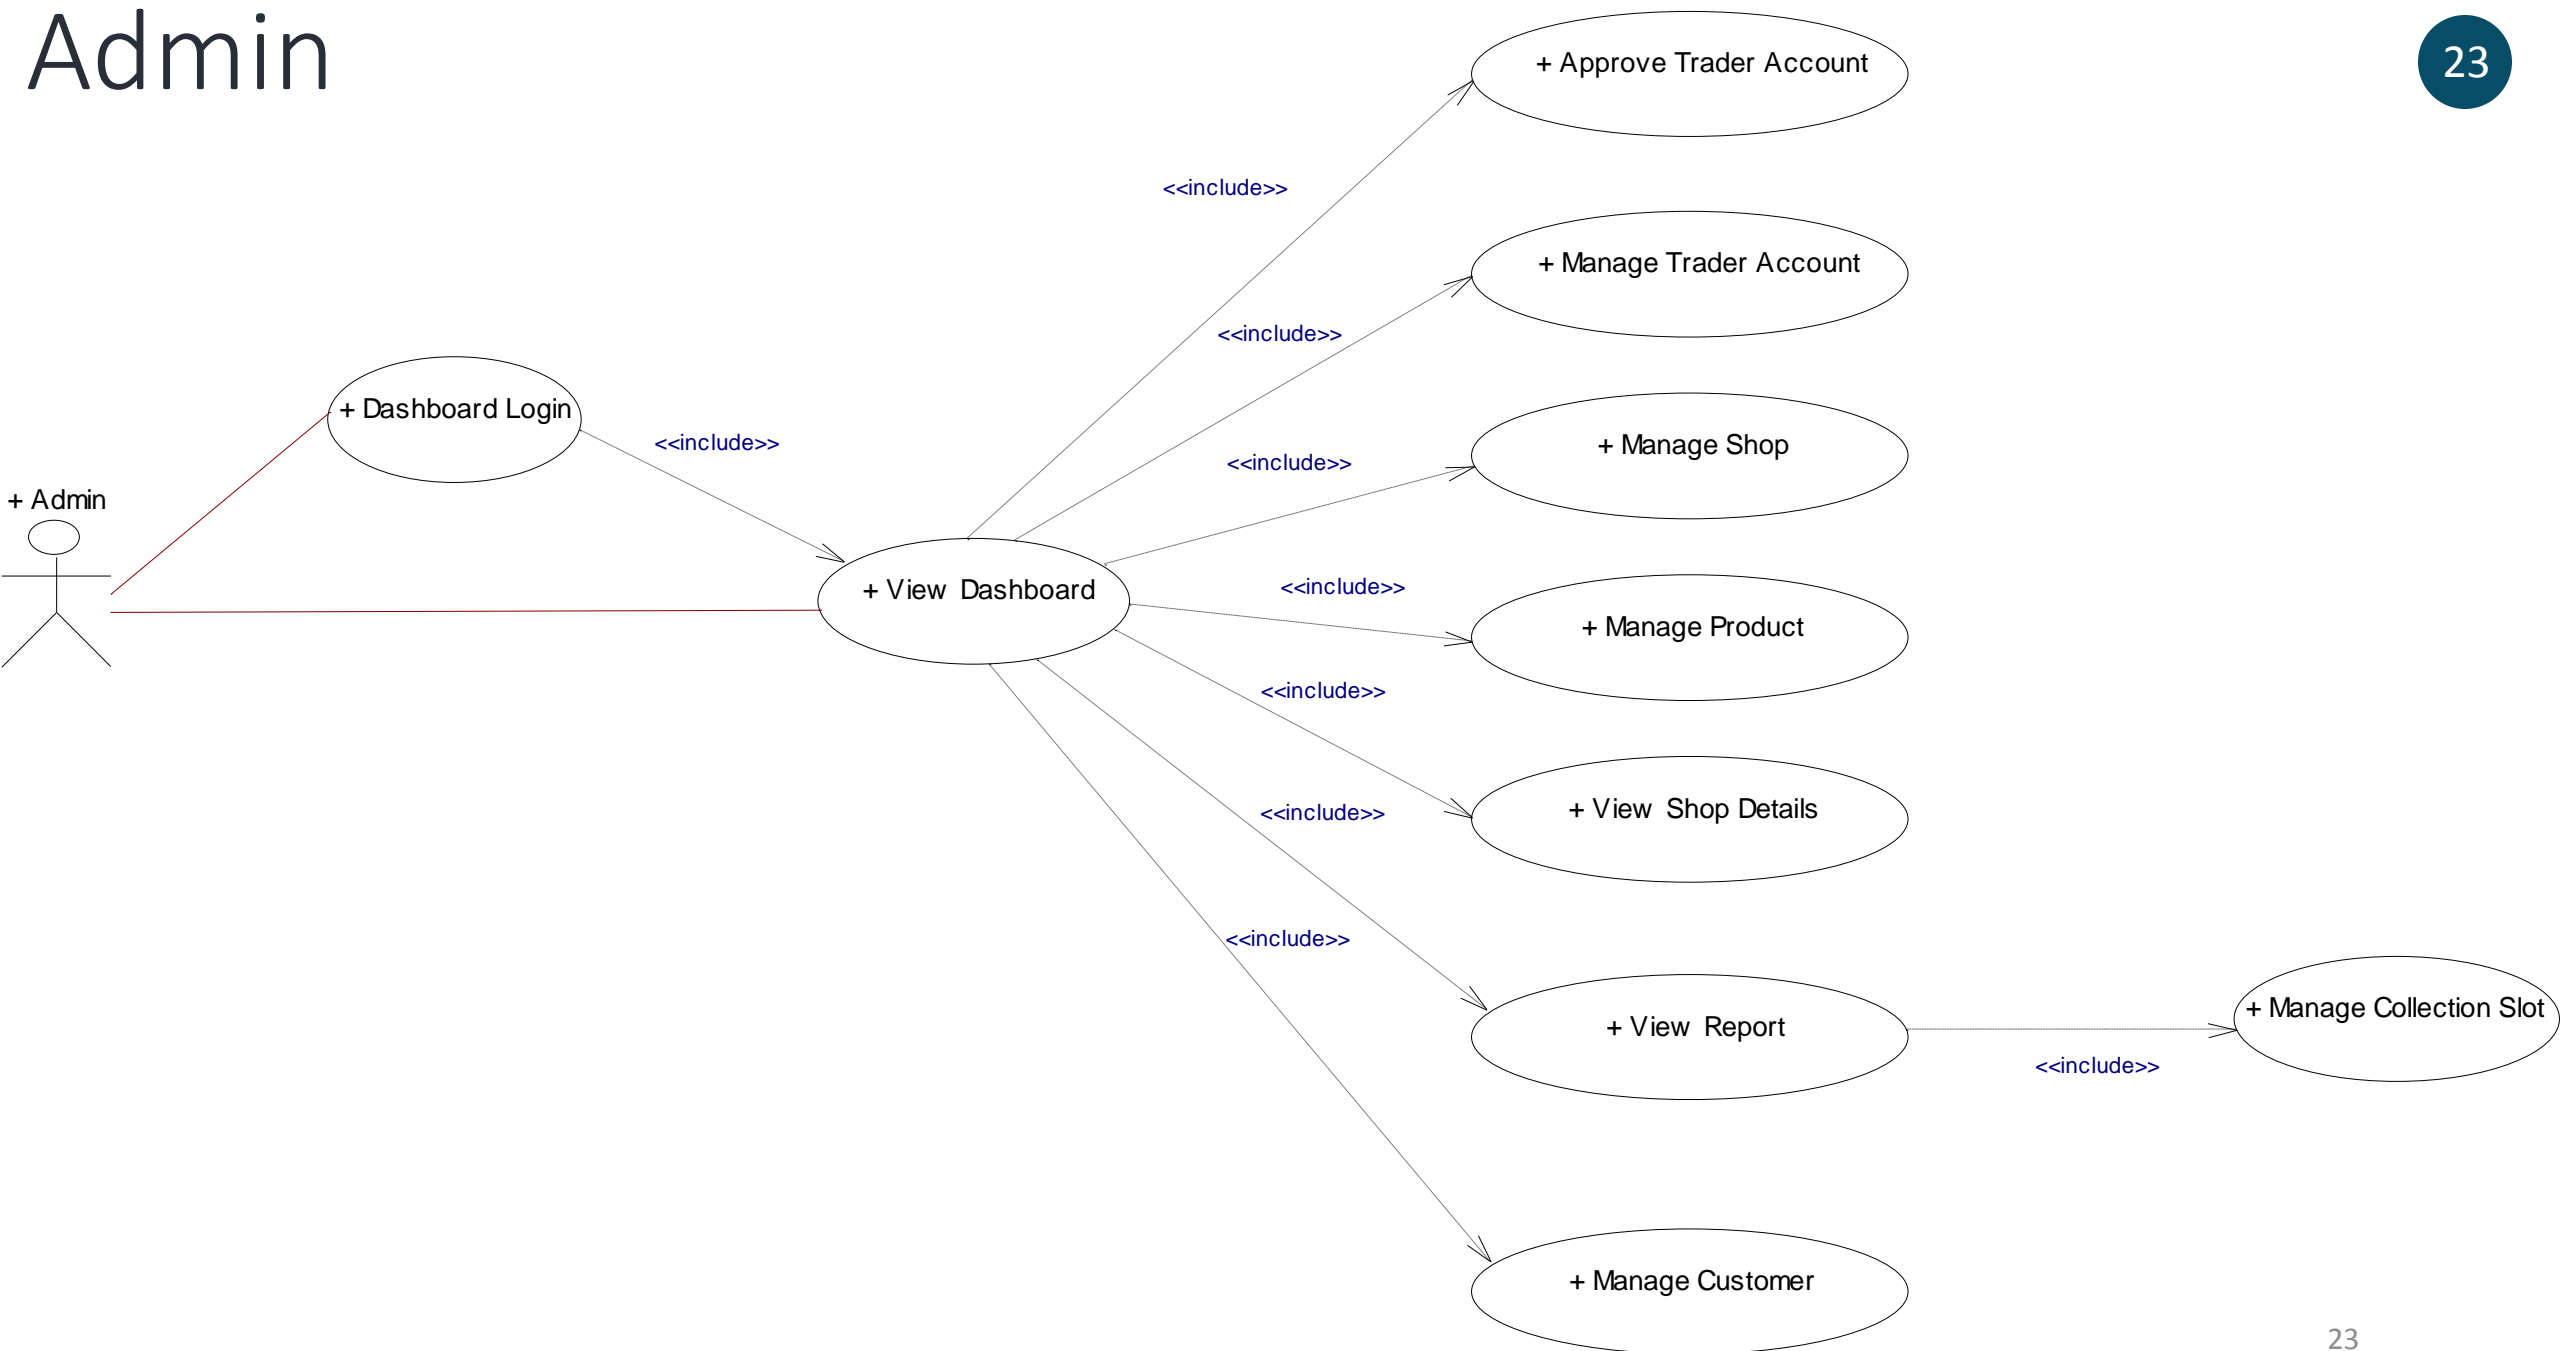 Admin
23
+ Approve Trader Account
<<include>>
+ Manage Trader Account
<<include>>
+ Dashboard Login
<<include>>
+ Manage Shop
<<include>>
+ Admin
+ View Dashboard
<<include>>
+ Manage Product
<<include>>
+ View Shop Details
<<include>>
<<include>>
+ View Report
+ Manage Collection Slot
<<include>>
+ Manage Customer
23